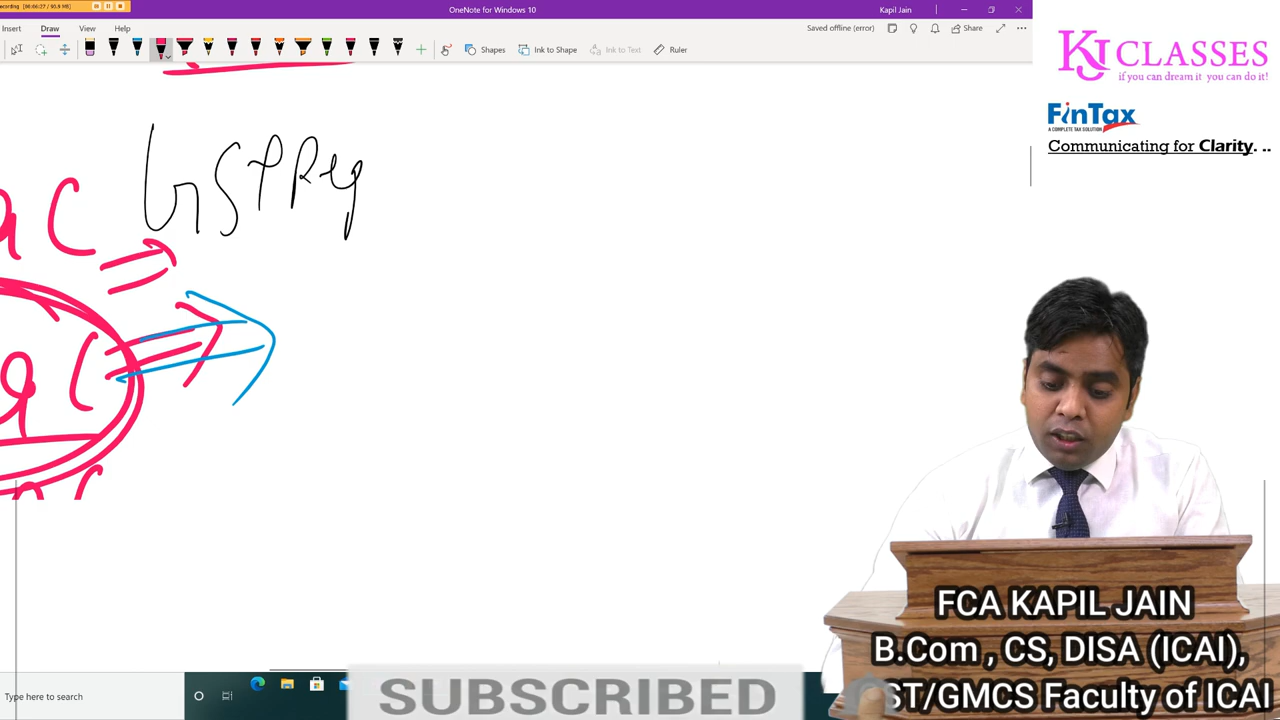 OneNote for Windows 10
Kapil Jain
Insert Draw View Help
Saved offline (error)
Share
Shapes Ink to Shape Ink to Text Ruler
KJ CLASSES
if you can dream it you can do it!
FinTax
A COMPLETE TAX SOLUTION
Communicating for Clarity. ..
GST Reg
FCA KAPIL JAIN
B.Com , CS, DISA (ICAI),
ST/GMCS Faculty of ICAI
Type here to search
SUBSCRIBED